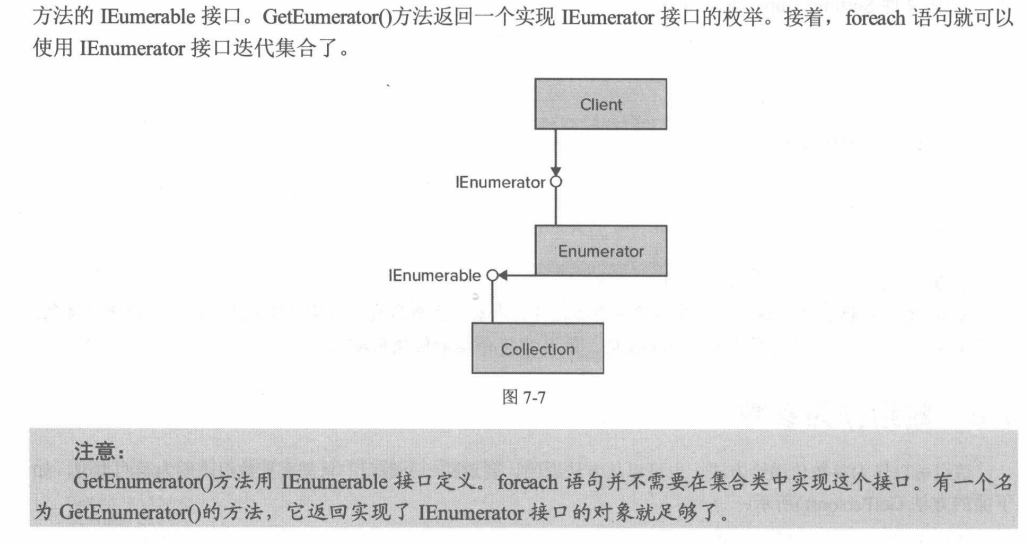 方法的 IEumerable 接口。GetEumerator()方法返回一个实现 IEumerator 接口的枚举。接着，foreach 语句就可以
使用 IEnumerator 接口迭代集合了。
Client
IEnumerator
Enumerator
IEnumerable
Collection
图 7-7
注意：
GetEnumerator()方法用 IEnumerable 接口定义。foreach 语句并不需要在集合类中实现这个接口。有一个名
为 GetEnumerator()的方法，它返回实现了 IEnumerator 接口的对象就足够了。